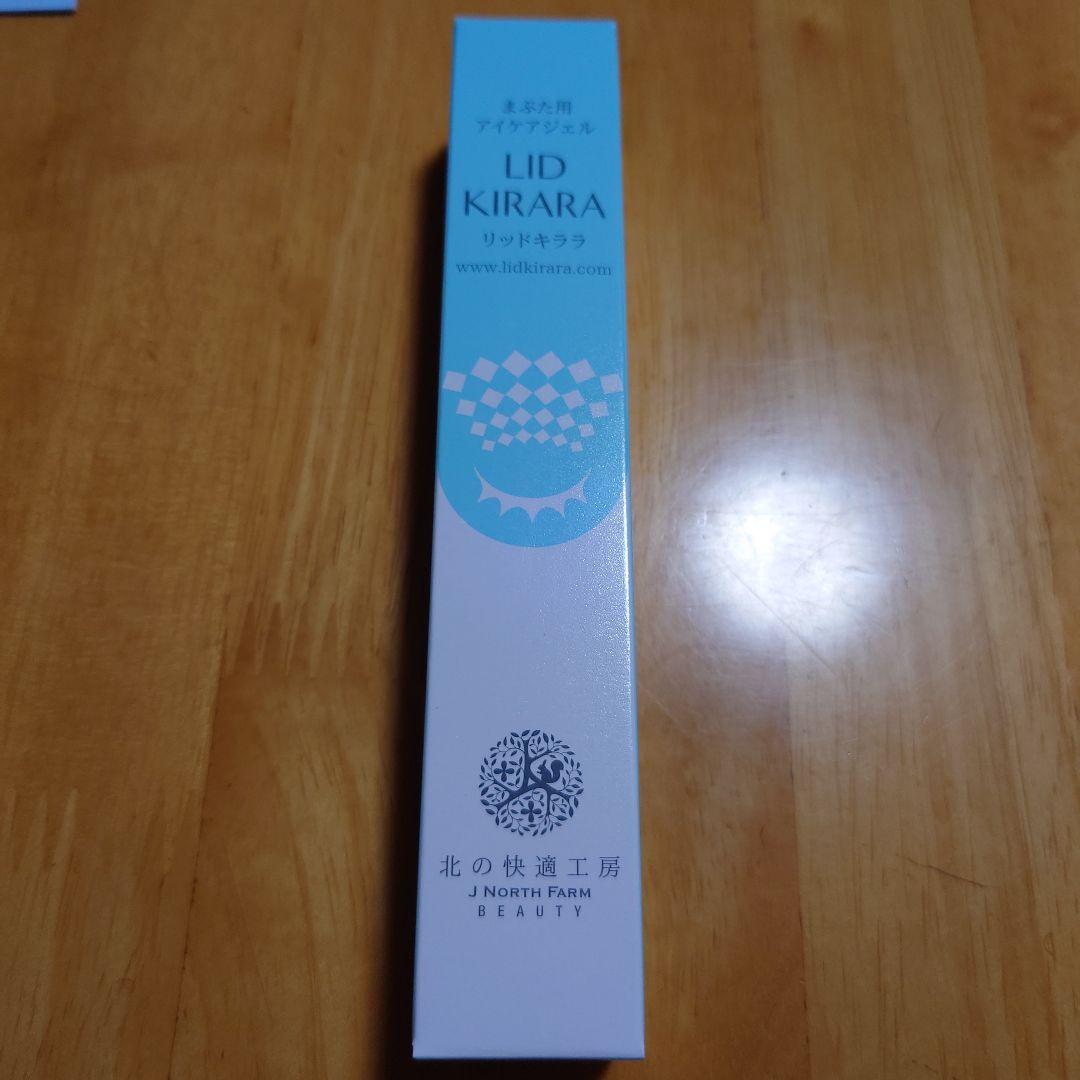 まぶた用
アイケアジェル
LID
KIRARA
リッドキララ
www.lidkirara.com
北の快適工房
J NORTH FARM
BEAUTY